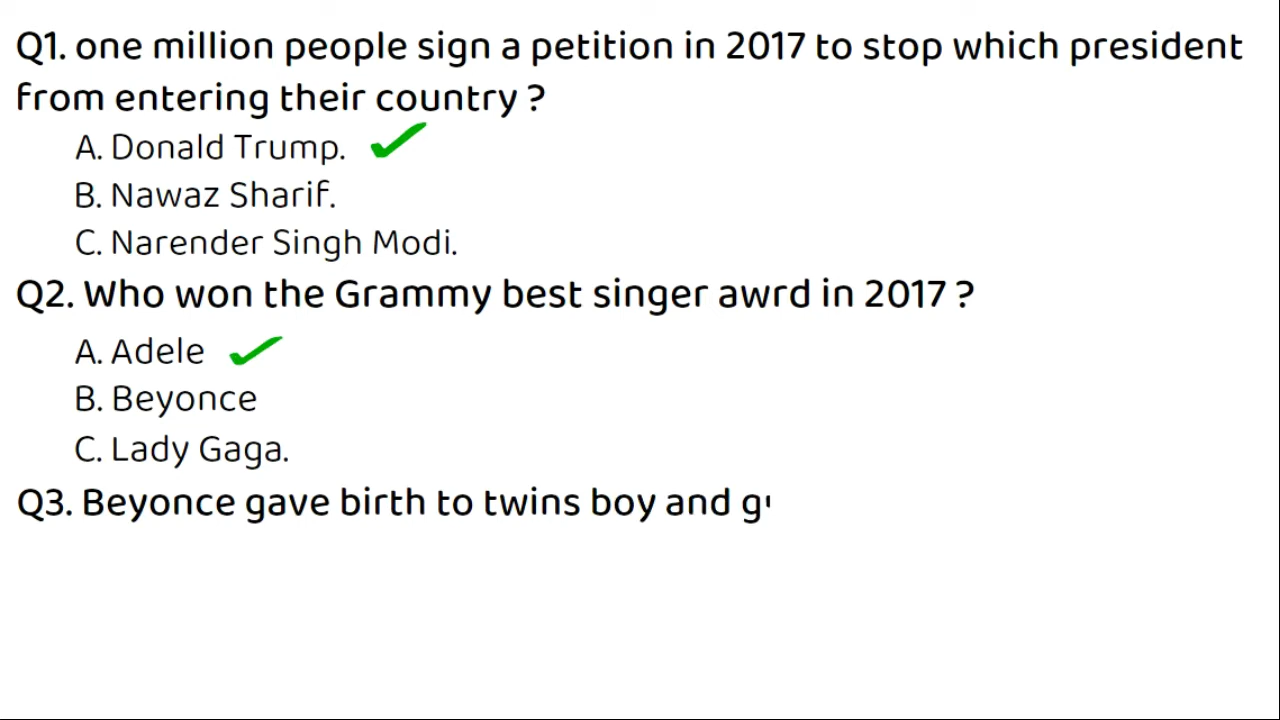 Q1. one million people sign a petition in 2017 to stop which president
from entering their country ?
A. Donald Trump.
B. Nawaz Sharif.
C. Narender Singh Modi.
Q2. Who won the Grammy best singer awrd in 2017 ?
A. Adele
B. Beyonce
C. Lady Gaga.
Q3. Beyonce gave birth to twins boy and